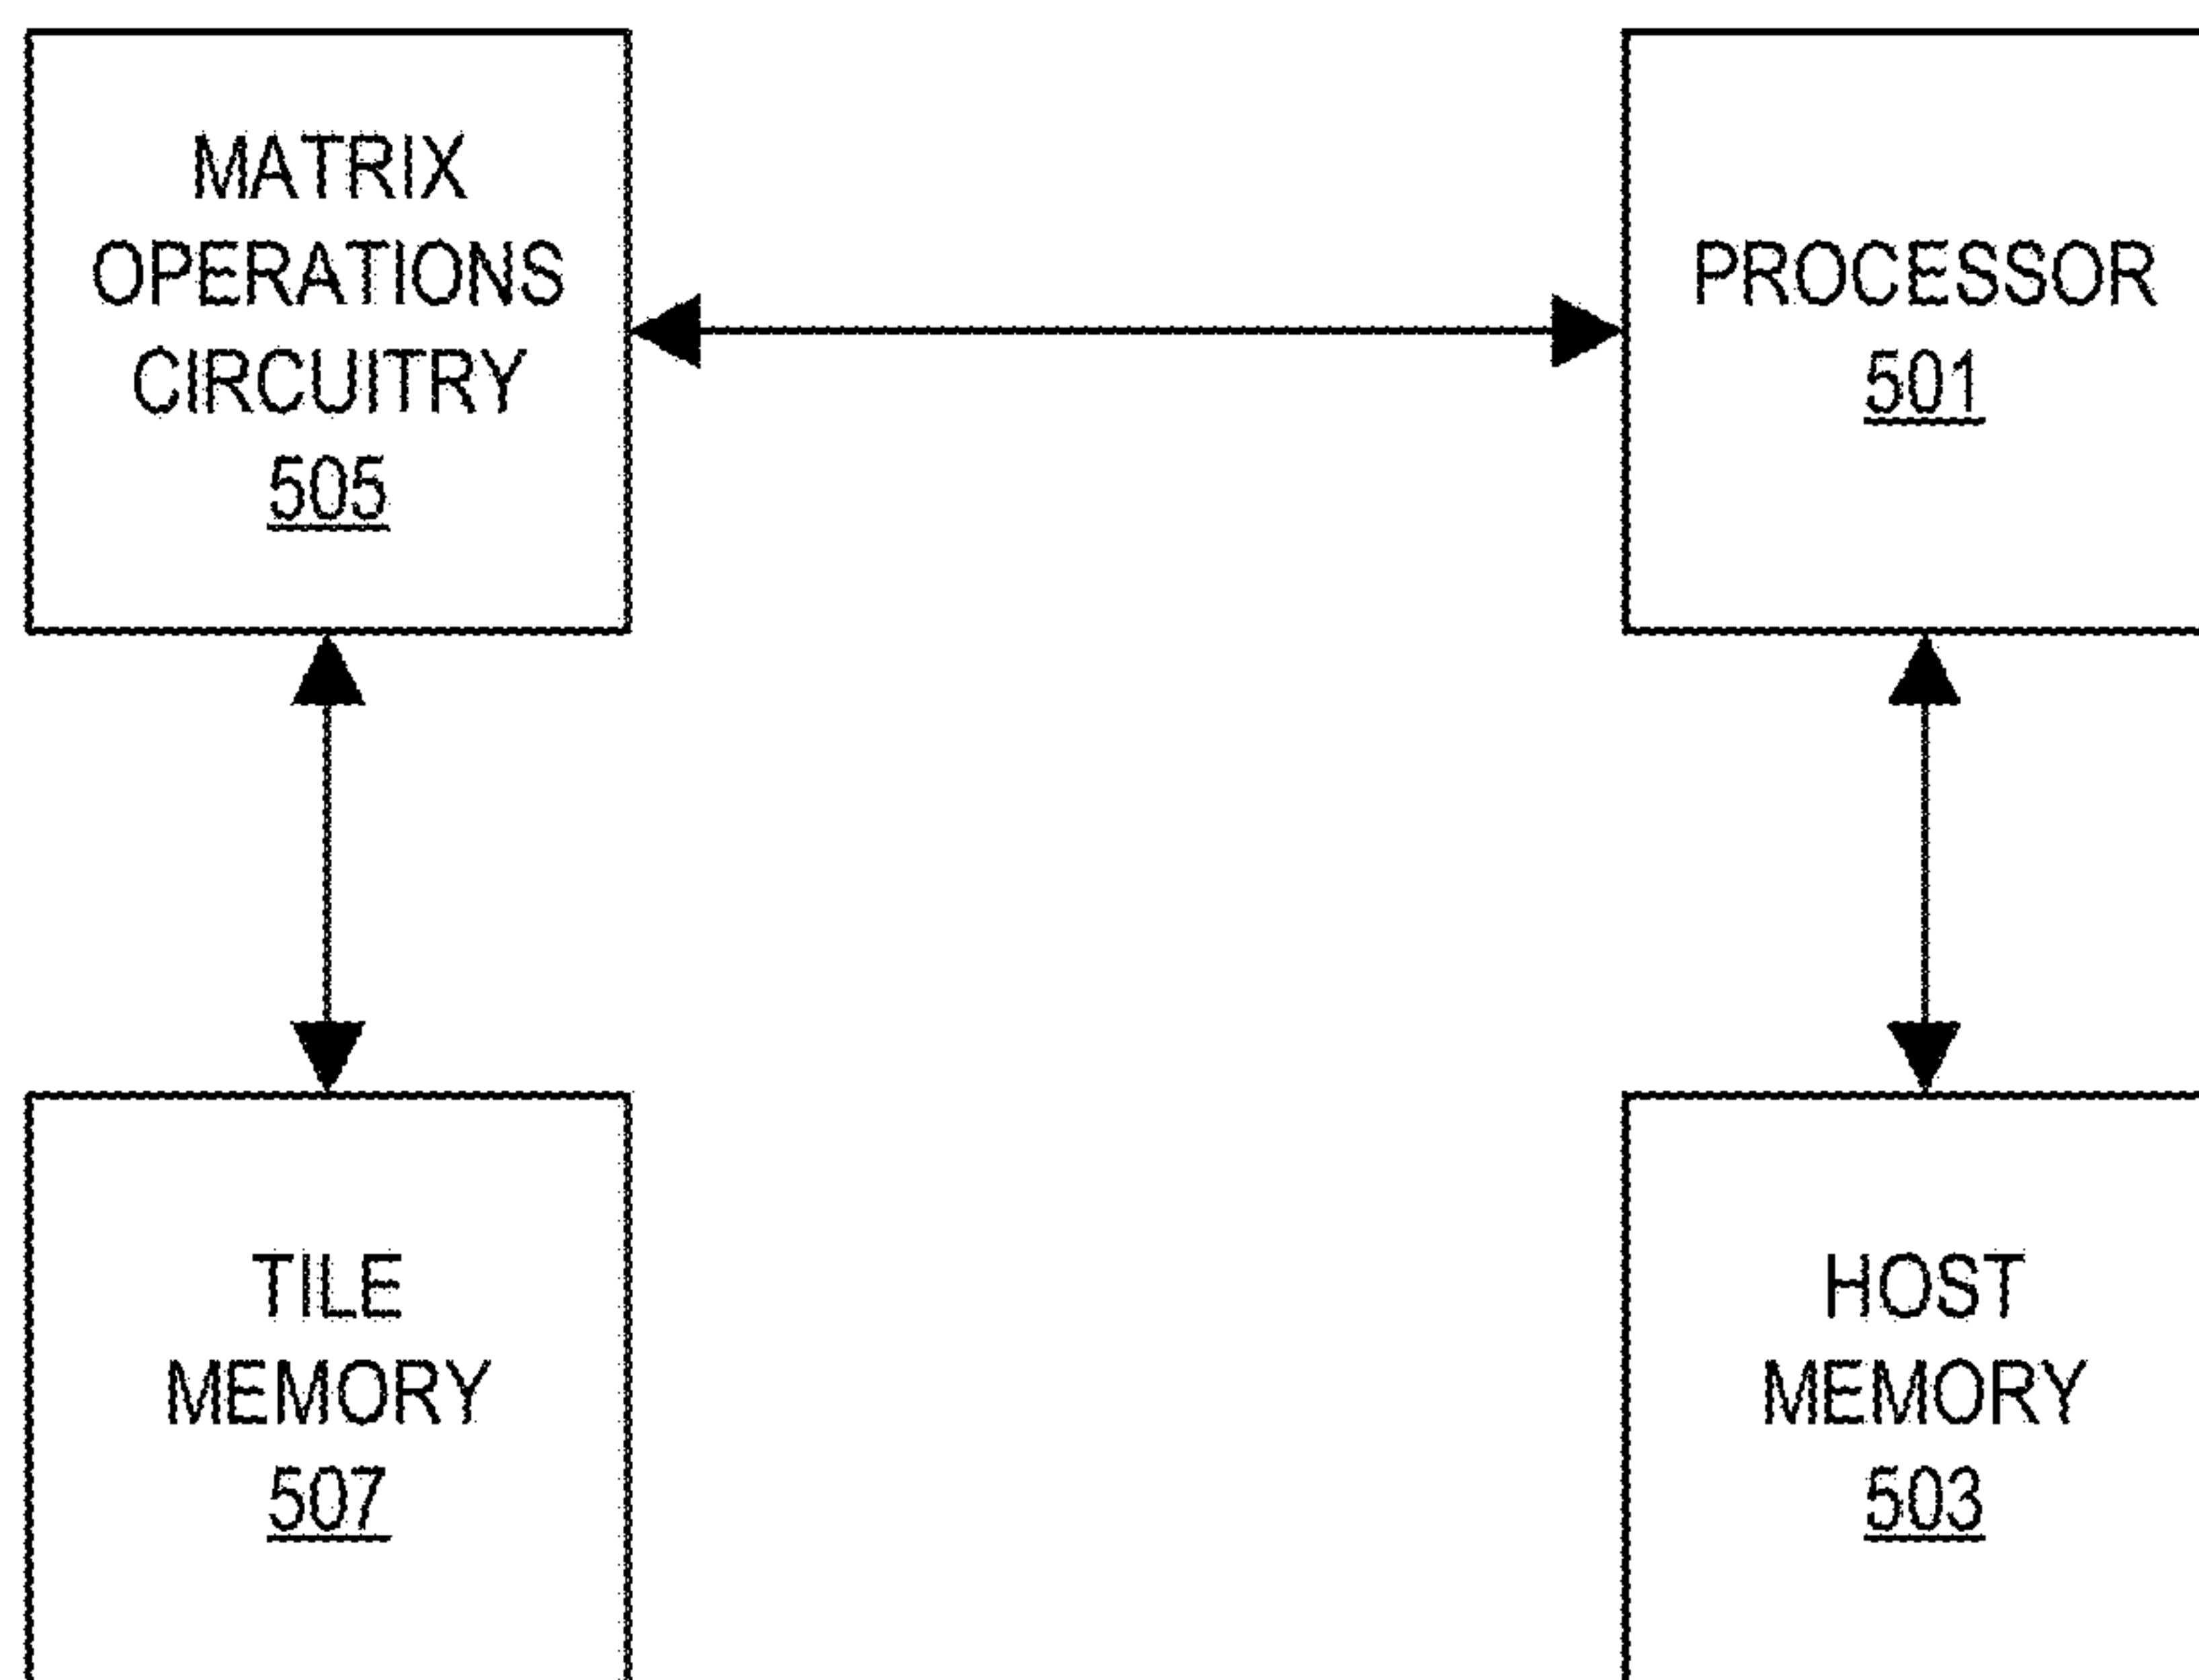 MATRIX
OPERATIONS
CIRCUITRY
505
PROCESSOR
501
TILE
MEMORY
507
HOST
MEMORY
503